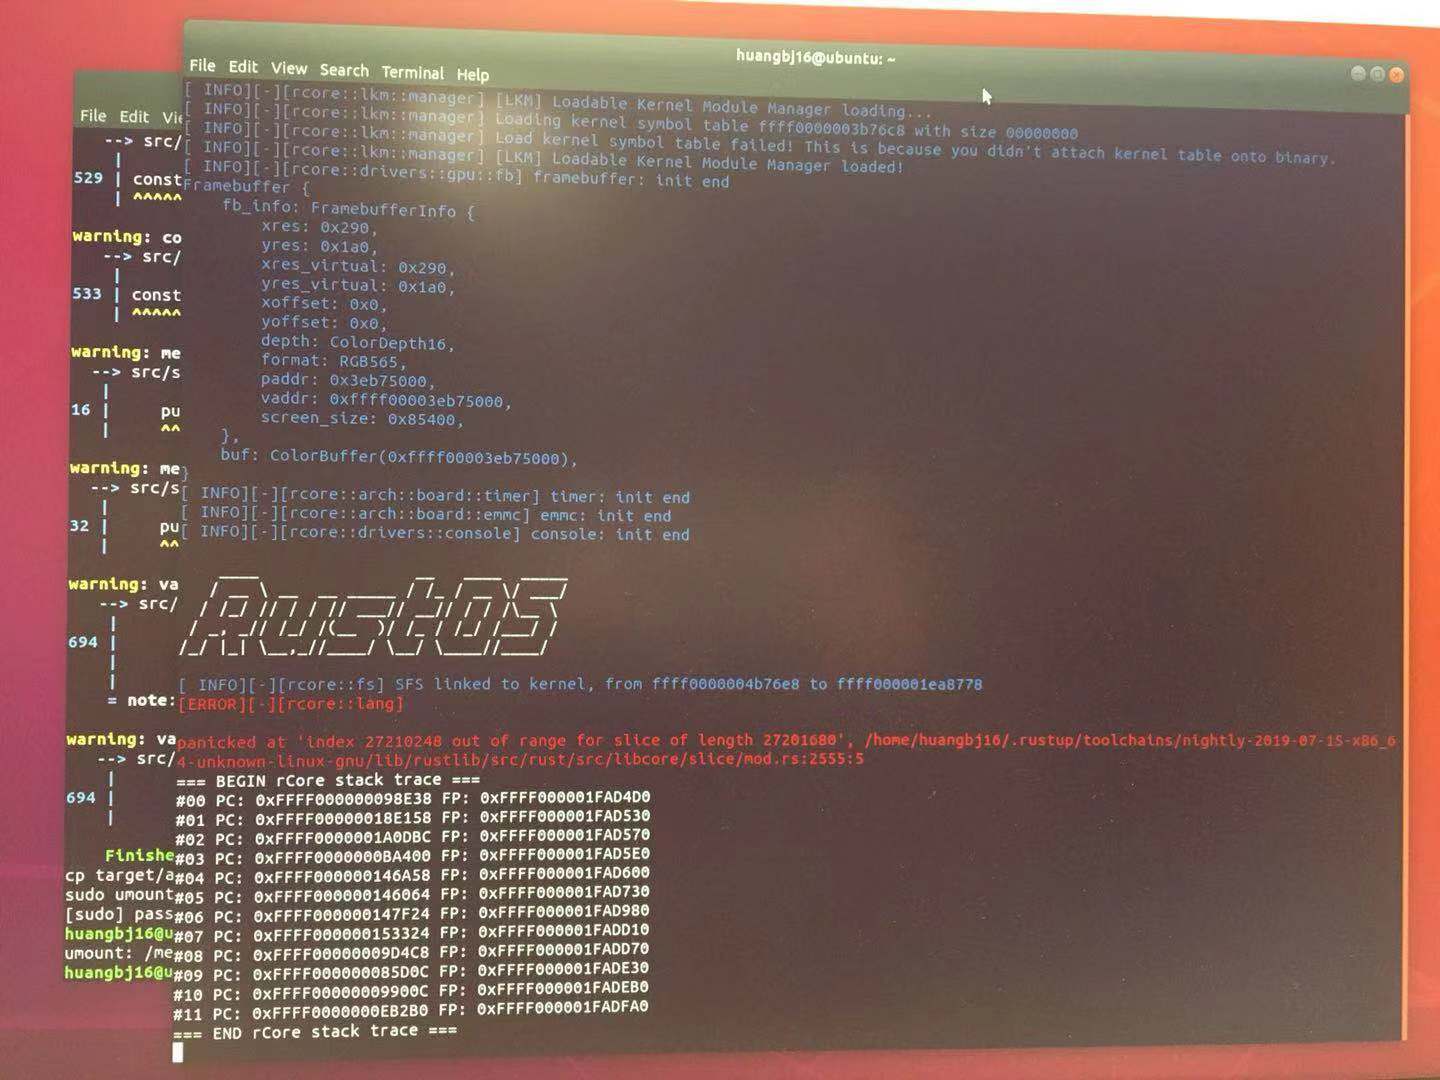 huangbj16@ubuntu: ~
File Edit View Search Terminal Help
[ INFO][-][rcore::lkm::manager] [LKM] Loadable Kernel Module Manager loading...
[ INFO][-][rcore::lkm::manager] Loading kernel symbol table ffff0000003b76c8 with size 00000000
[ INFO][-][rcore::lkm::manager] Load kernel symbol table failed! This is because you didn't attach kernel table onto binary.
[ INFO][-][rcore::lkm::manager] [LKM] Loadable Kernel Module Manager loaded!
[ INFO][-][rcore::drivers::gpu::fb] framebuffer: init end
Framebuffer {
fb_info: FramebufferInfo {
xres: 0x290,
yres: 0x1a0,
xres_virtual: 0x290,
yres_virtual: 0x1a0,
xoffset: 0x0,
yoffset: 0x0,
depth: ColorDepth16,
format: RGB565,
paddr: 0x3eb75000,
vaddr: 0xffff00003eb75000,
screen_size: 0x85400,
},
buf: ColorBuffer(0xffff00003eb75000),
}
[ INFO][-][rcore::arch::board::timer] timer: init end
[ INFO][-][rcore::arch::board::emmc] emmc: init end
[ INFO][-][rcore::drivers::console] console: init end
RustOS
[ INFO][-][rcore::fs] SFS linked to kernel, from ffff0000004b76e8 to ffff000001ea8778
[ERROR][-][rcore::lang]
panicked at 'index 27210248 out of range for slice of length 27201680', /home/huangbj16/.rustup/toolchains/nightly-2019-07-15-x86_6
4-unknown-linux-gnu/lib/rustlib/src/rust/src/libcore/slice/mod.rs:2555:5
=== BEGIN rCore stack trace ===
#00 PC: 0xFFFF000000098E38 FP: 0xFFFF000001FAD4D0
#01 PC: 0xFFFF00000018E158 FP: 0xFFFF000001FAD530
#02 PC: 0xFFFF0000001A0DBC FP: 0xFFFF000001FAD570
#03 PC: 0xFFFF0000000BA400 FP: 0xFFFF000001FAD5E0
#04 PC: 0xFFFF000000146A58 FP: 0xFFFF000001FAD600
#05 PC: 0xFFFF000000146064 FP: 0xFFFF000001FAD730
#06 PC: 0xFFFF000000147F24 FP: 0xFFFF000001FAD980
#07 PC: 0xFFFF000000153324 FP: 0xFFFF000001FADD10
#08 PC: 0xFFFF00000009D4C8 FP: 0xFFFF000001FADD70
#09 PC: 0xFFFF000000085D0C FP: 0xFFFF000001FADE30
#10 PC: 0xFFFF00000009900C FP: 0xFFFF000001FADEB0
#11 PC: 0xFFFF0000000EB2B0 FP: 0xFFFF000001FADFA0
=== END rCore stack trace ===
File Edit
--> src/
529 | const
| ^^^^^
warning: co
--> src/
533 | const
| ^^^^^
warning: me
--> src/s
16 | pu
| ^^
warning: me
--> src/s
32 | pu
| ^^
warning: va
--> src/
694 |
= note:
warning: va
--> src/
694 |
Finishe
cp target/a
sudo umount
[sudo] pass
huangbj16@u
umount: /me
huangbj16@u